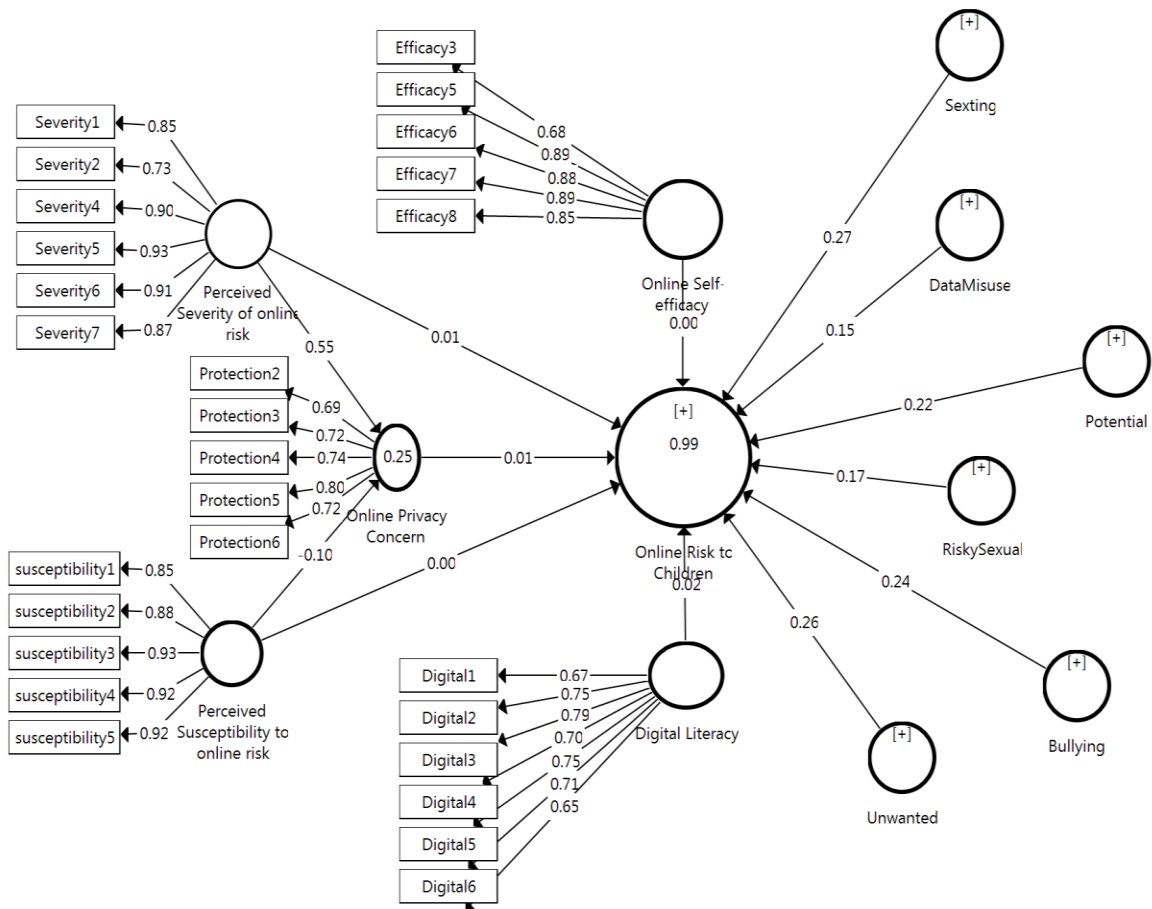 Efficacy3
Efficacy5
Efficacy6
Efficacy7
Efficacy8
0.68
0.89
0.88
0.89
0.85
Online Self-
efficacy
0.00
Severity1
Severity2
Severity4
Severity5
Severity6
Severity7
0.85
0.73
0.90
0.93
0.91
0.87
Perceived
Severity of online
risk
0.55
0.01
Protection2
Protection3
Protection4
Protection5
Protection6
0.69
0.72
0.74
0.80
0.72
0.25
Online Privacy
Concern
0.01
-0.10
0.00
susceptibility1
susceptibility2
susceptibility3
susceptibility4
susceptibility5
0.85
0.88
0.93
0.92
0.92
Perceived
Susceptibility to
online risk
[+]
0.99
Online Risk to
Children
0.02
Digital1
Digital2
Digital3
Digital4
Digital5
Digital6
0.67
0.75
0.79
0.70
0.75
0.71
0.65
Digital Literacy
[+]
Sexting
0.27
[+]
DataMisuse
0.15
[+]
Potential
0.22
[+]
RiskySexual
0.17
[+]
Bullying
0.24
[+]
Unwanted
0.26